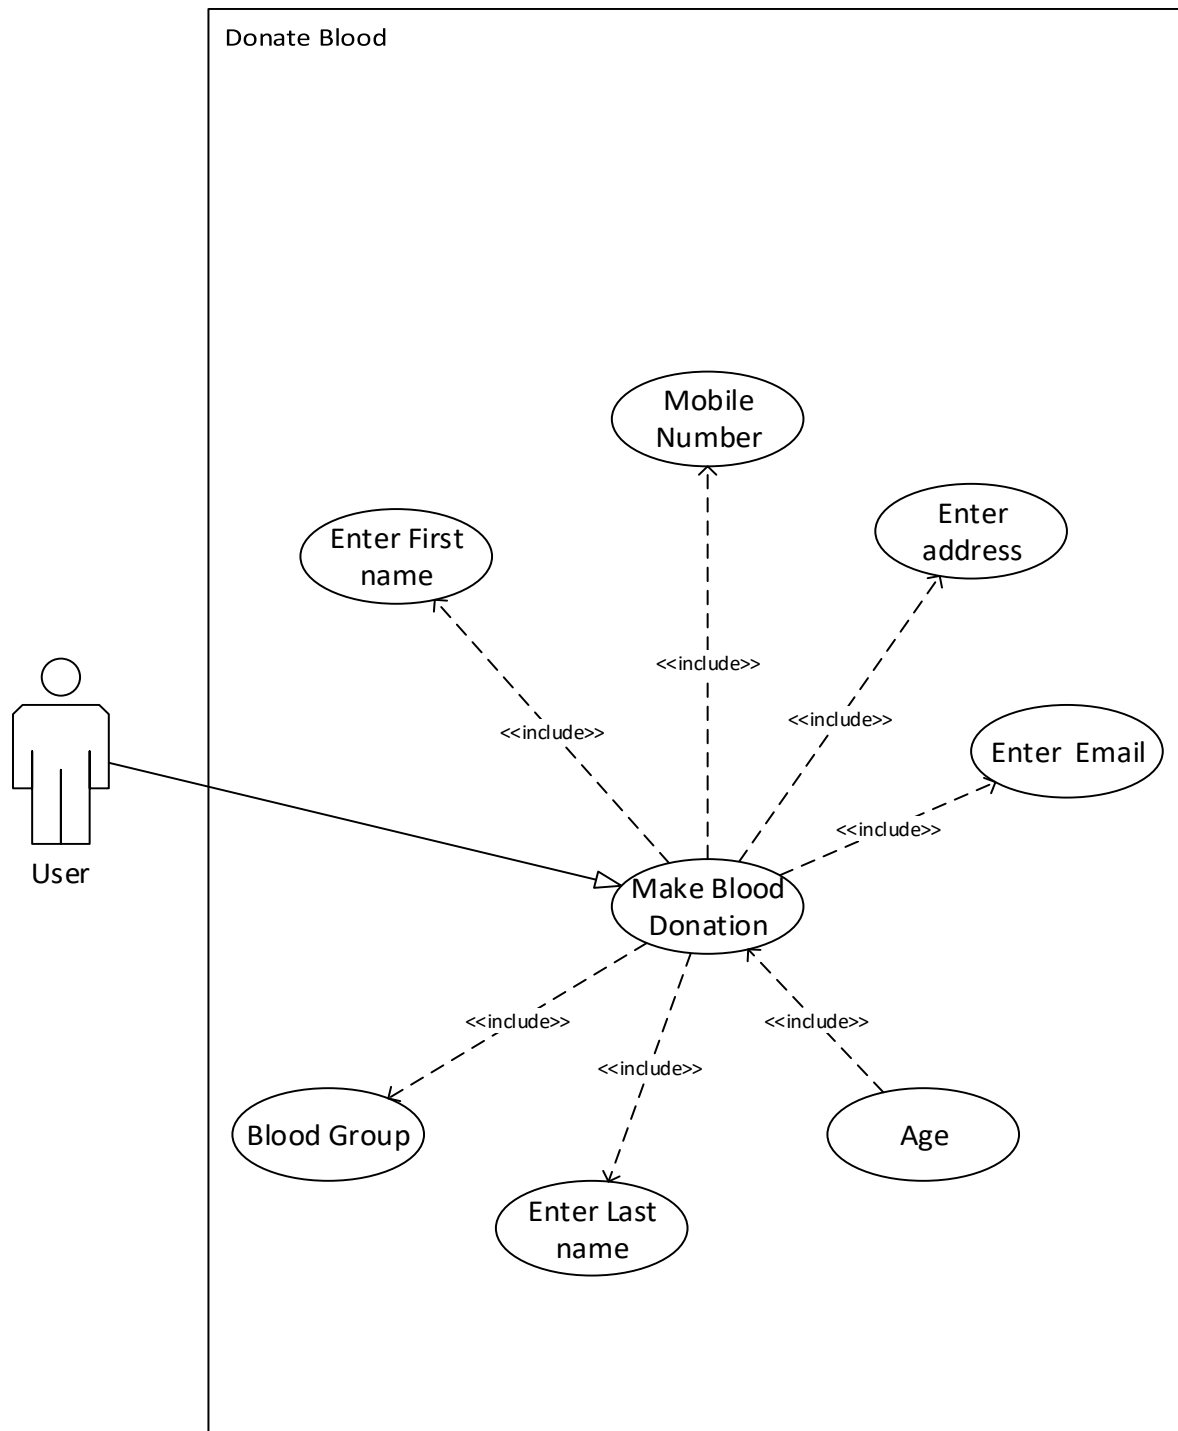 Donate Blood
Mobile
Number
Enter
address
Enter First
name
<<include>>
<<include>>
<<include>>
Enter  Email
<<include>>
User
Make Blood
Donation
<<include>>
<<include>>
<<include>>
Blood Group
Age
Enter Last
name